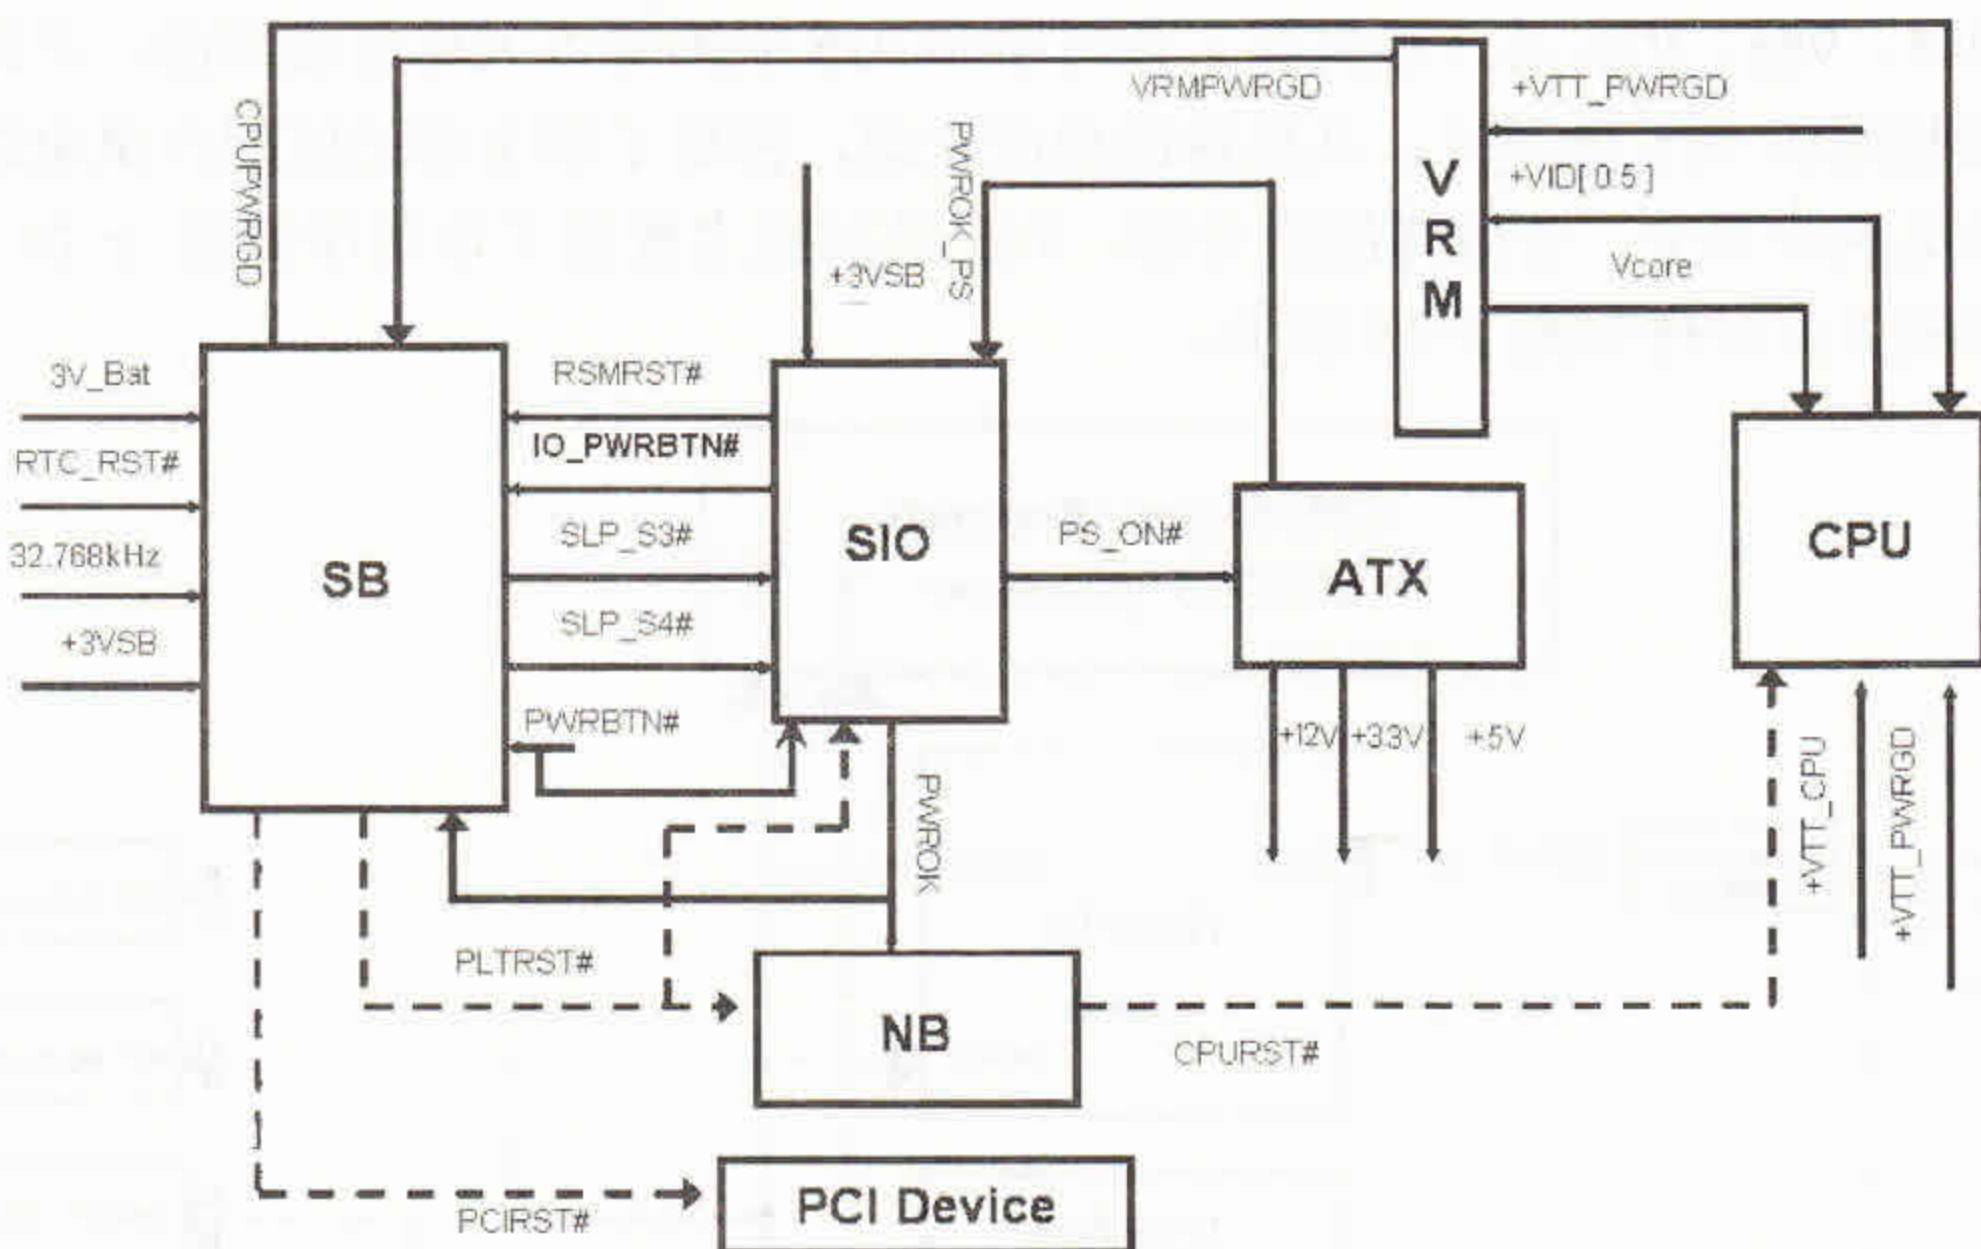 VRMPWRGD
+VTT_PWRGD
CPUPWRGD
PWROK_PS
+VID[0:5]
VRM
+3VSB
Vcore
3V_Bat
RSMRST#
RTC_RST#
IO_PWRBTN#
32.768kHz
SLP_S3#
SIO
PS_ON#
CPU
SB
ATX
+3VSB
SLP_S4#
PWRBTN#
+12V
+3.3V
+5V
+VTT_CPU
+VTT_PWRGD
PWROK
PLTRST#
NB
CPURST#
PCI Device
PCIRST#